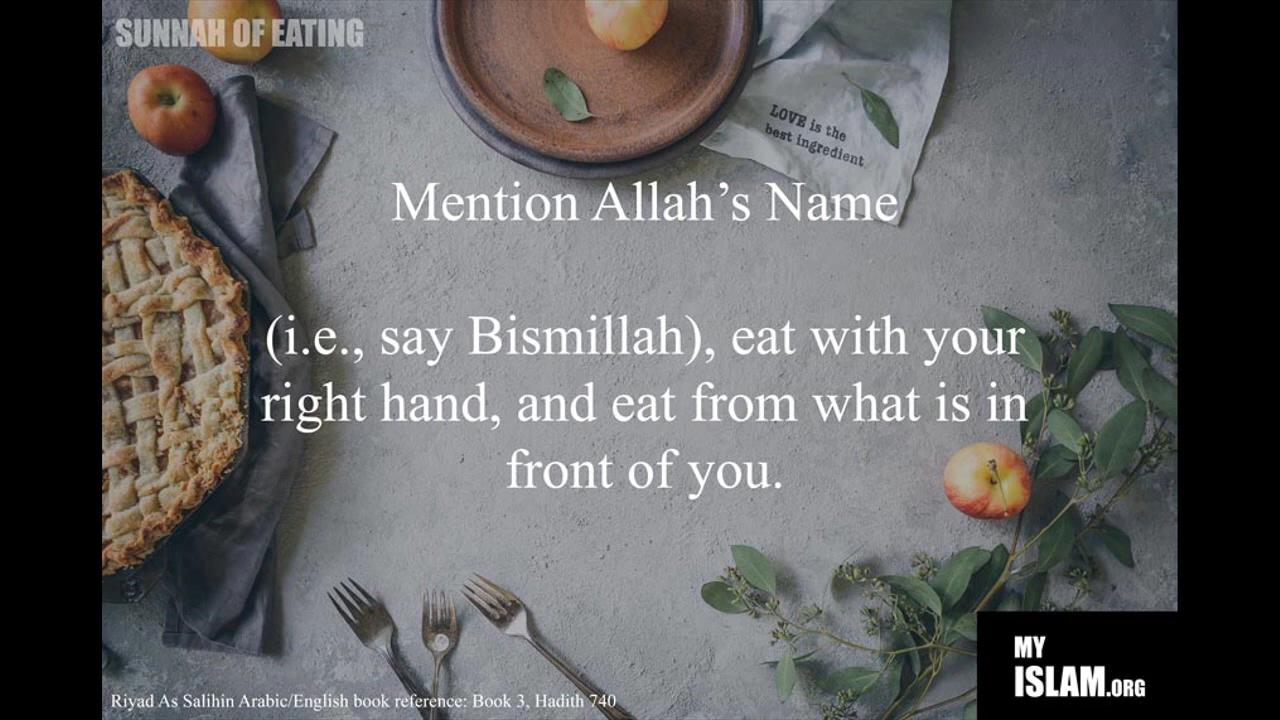 SUNNAH OF EATING
LOVE is the
best ingredient
Mention Allah’s Name
(i.e., say Bismillah), eat with your
right hand, and eat from what is in
front of you.
MY
ISLAM.ORG
Riyad As Salihin Arabic/English book reference: Book 3, Hadith 740